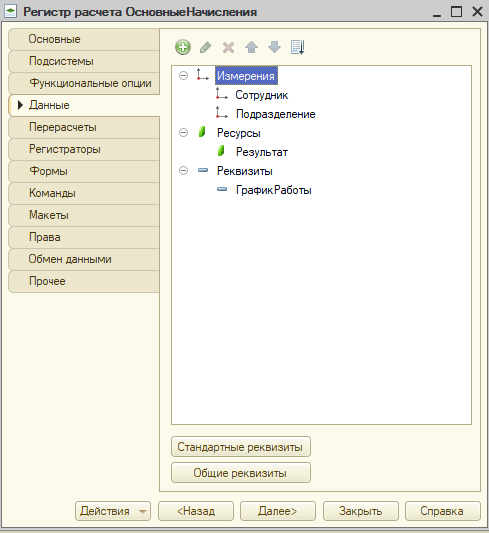 Регистр расчета ОсновныеНачисления
Основные
Подсистемы
Функциональные опции
Данные
Перерасчеты
Регистраторы
Формы
Команды
Макеты
Права
Обмен данными
Прочее
Измерения
Сотрудник
Подразделение
Ресурсы
Результат
Реквизиты
ГрафикРаботы
Стандартные реквизиты
Общие реквизиты
Действия
<Назад
Далее>
Закрыть
Справка